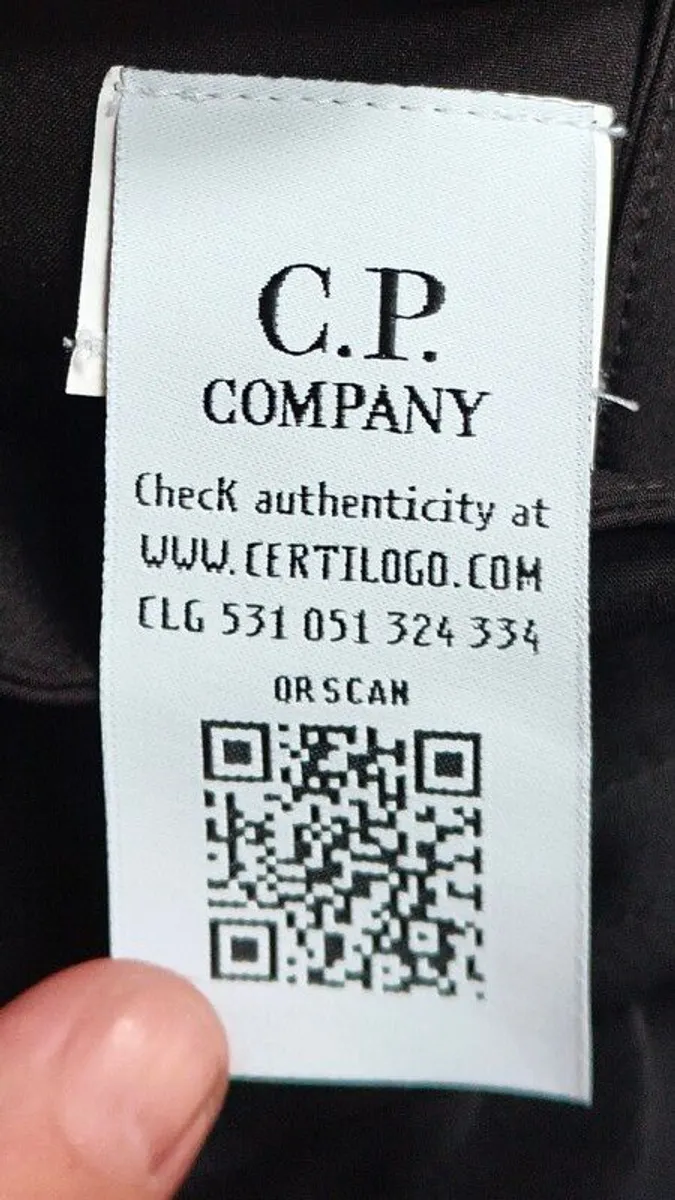 C.P.
COMPANY
Check authenticity at
WWW.CERTILOGO.COM
CLG 531 051 324 334
OR SCAN